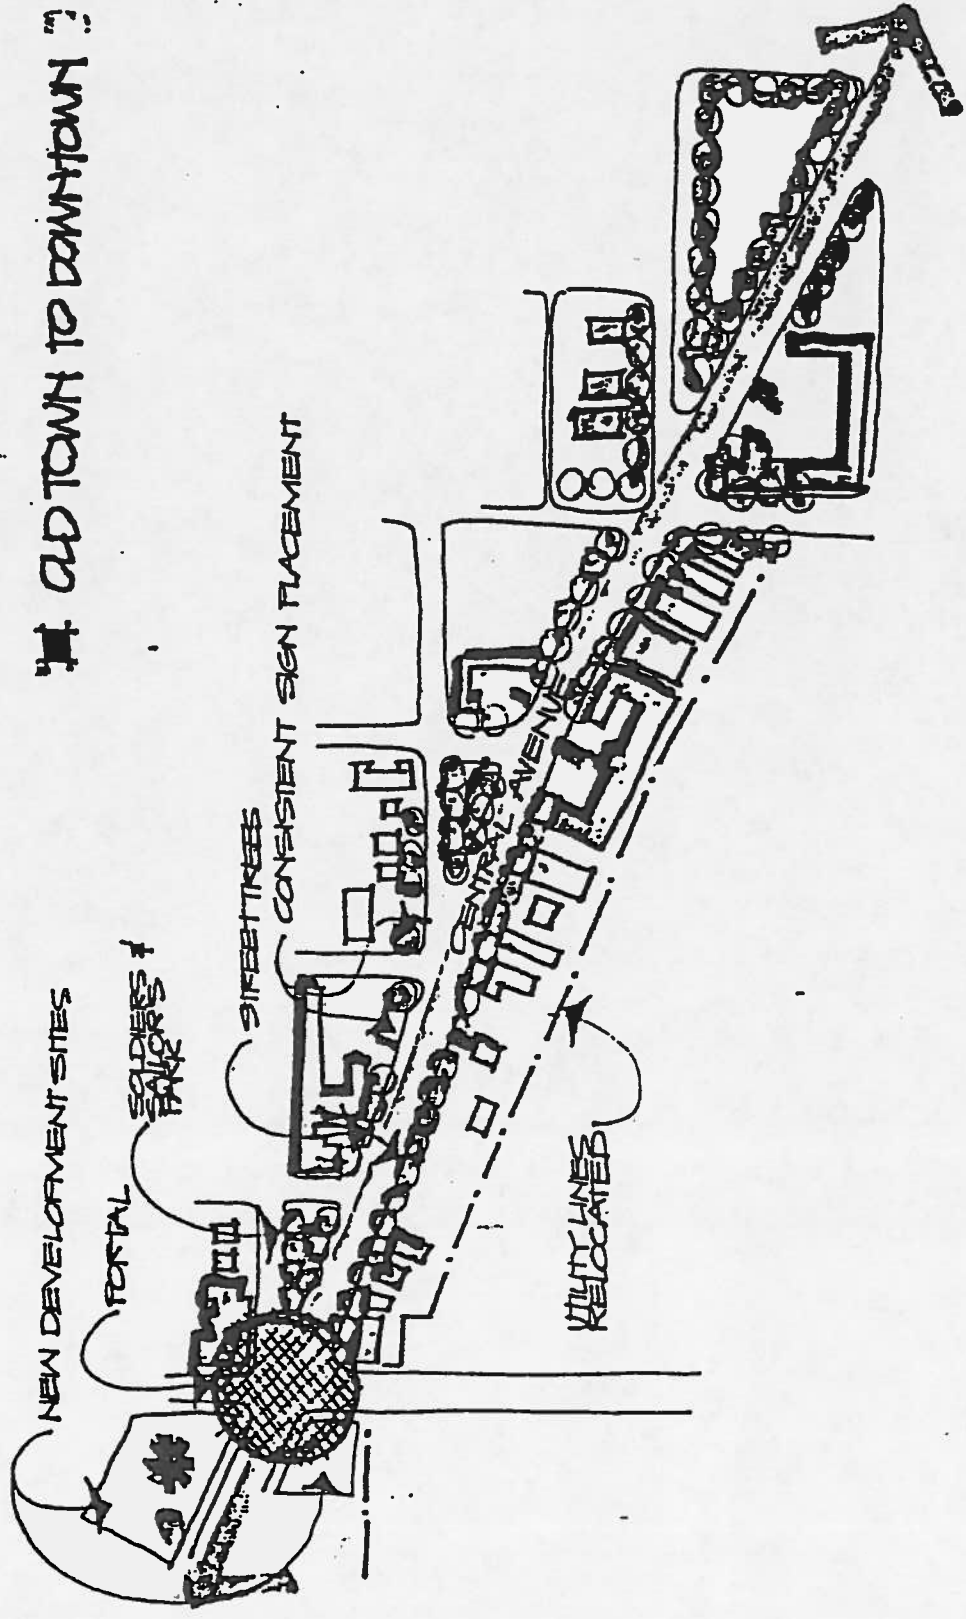 OLD TOWN TO DOWNTOWN
NEW DEVELOPMENT SITES
PORTAL
SOLDIERS &
SAILORS
PARK
STREET TREES
CONSISTENT SIGN PLACEMENT
CENTRAL AVENUE
UTILITY LINES
RELOCATED